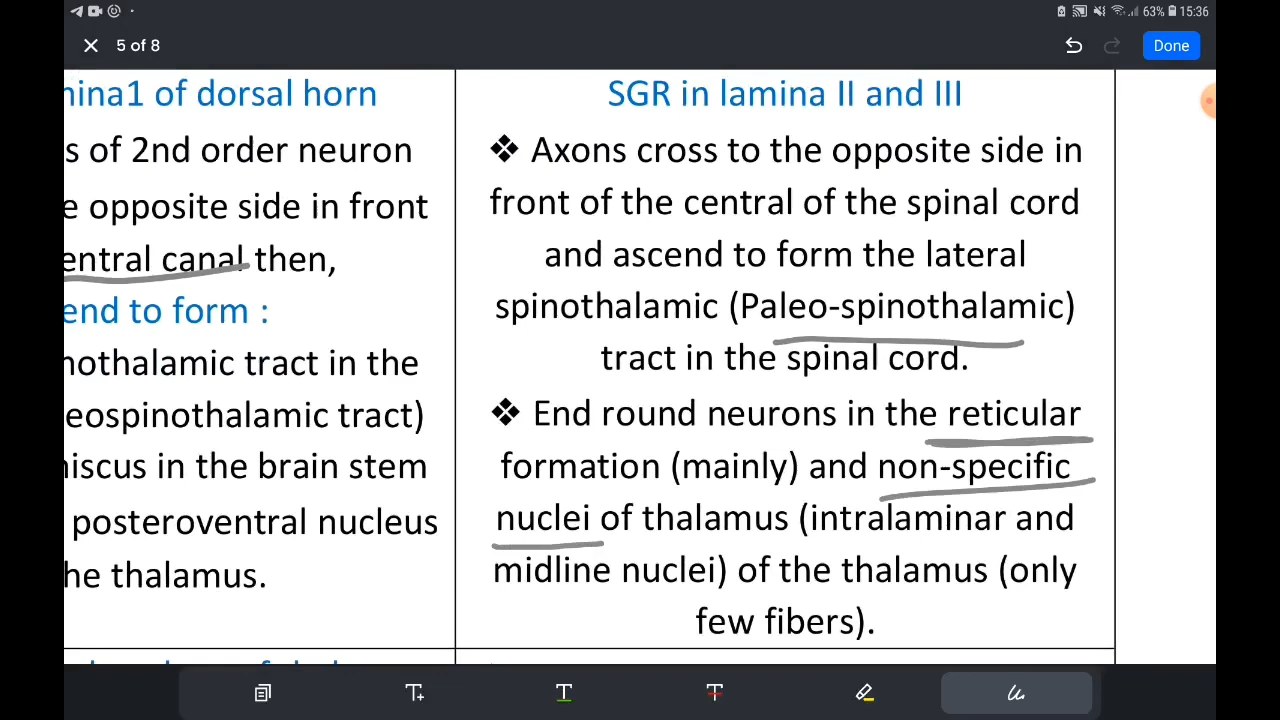 63% 15:36
5 of 8
Done
mina1 of dorsal horn
s of 2nd order neuron
e opposite side in front
entral canal then,
end to form :
nothalamic tract in the
eospinothalamic tract)
niscus in the brain stem
posteroventral nucleus
he thalamus.
SGR in lamina II and III
❖ Axons cross to the opposite side in
front of the central of the spinal cord
and ascend to form the lateral
spinothalamic (Paleo-spinothalamic)
tract in the spinal cord.
❖ End round neurons in the reticular
formation (mainly) and non-specific
nuclei of thalamus (intralaminar and
midline nuclei) of the thalamus (only
few fibers).